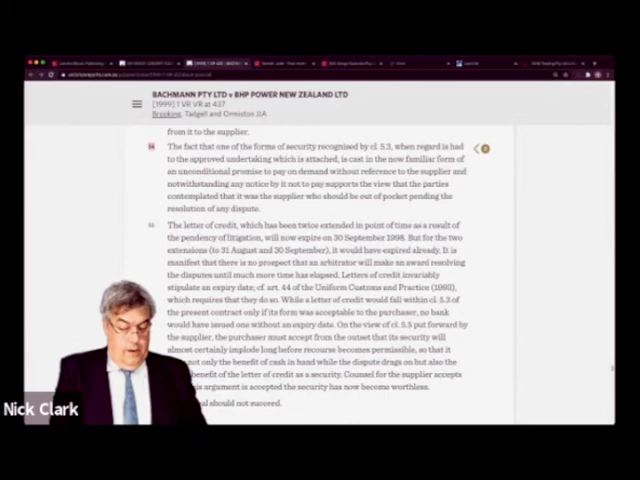 BACHMANN PTY LTD v BHP POWER NEW ZEALAND LTD
[1999] 1 VR VR at 437
Brooking, Tadgell and Ormiston JJA
from it to the supplier.
The fact that one of the forms of security recognised by cl. 5.3, when regard is had
to the approved undertaking which is attached, is cast in the now familiar form of
an unconditional promise to pay on demand without reference to the supplier and
notwithstanding any notice by it not to pay supports the view that the parties
contemplated that it was the supplier who should be out of pocket pending the
resolution of any dispute.
The letter of credit, which has been twice extended in point of time as a result of
the pendency of litigation, will now expire on 30 September 1998. But for the two
extensions (to 31 August and 30 September), it would have expired already. It is
manifest that there is no prospect that an arbitrator will make an award resolving
the disputes until much more time has elapsed. Letters of credit invariably
stipulate an expiry date; cf. art. 44 of the Uniform Customs and Practice (1993),
which requires that they do so. While a letter of credit would fall within cl. 5.3 of
the present contract only if its form was acceptable to the purchaser, no bank
would have issued one without an expiry date. On the view of cl. 5.5 put forward by
the supplier, the purchaser must accept from the outset that its security will
almost certainly implode long before recourse becomes permissible, so that it
not only the benefit of cash in hand while the dispute drags on but also the
benefit of the letter of credit as a security. Counsel for the supplier accepts
this argument is accepted the security has now become worthless.
should not succeed.
Nick Clark